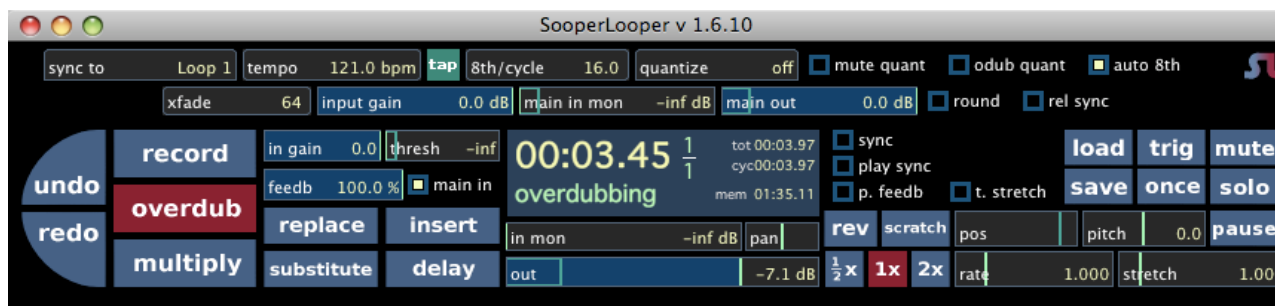 SooperLooper v 1.6.10
sync to Loop 1 tempo 121.0 bpm tap 8th/cycle 16.0 quantize off mute quant odub quant auto 8th
xfade 64 input gain 0.0 dB main in mon -inf dB main out 0.0 dB round rel sync
undo
redo
record
overdub
multiply
in gain 0.0 thresh -inf
feedb 100.0 % main in
replace insert
substitute delay
00:03.45 1/1 tot 00:03.97
cyc00:03.97
overdubbing mem 01:35.11
in mon -inf dB pan
out -7.1 dB
sync
play sync
p. feedb t. stretch
load trig mute
save once solo
rev scratch pos pitch 0.0 pause
½x 1x 2x rate 1.000 stretch 1.00